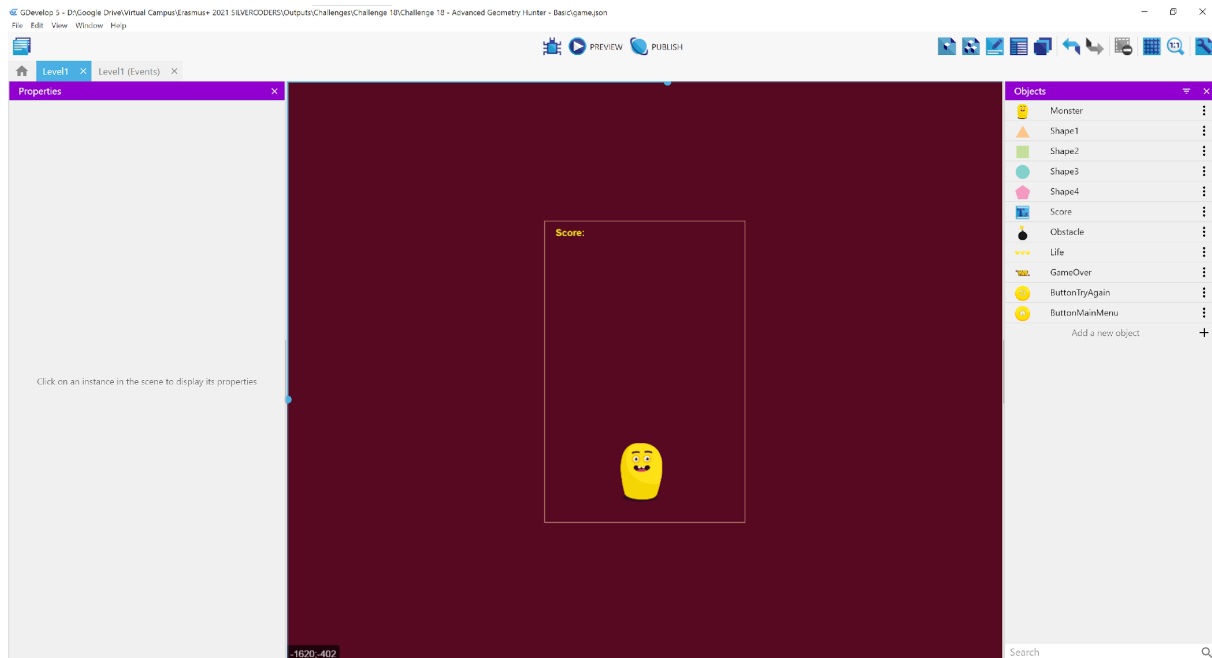 GDevelop 5 - D:\Google Drive\Virtual Campus\Erasmus+ 2021 SILVERCODERS\Outputs\Challenges\Challenge 18\Challenge 18 - Advanced Geometry Hunter - Basic\game.json
File Edit View Window Help
PREVIEW PUBLISH
1:1
Level1 × Level1 (Events) ×
Properties
Objects
Monster
Shape1
Shape2
Shape3
Shape4
Score
Obstacle
Life
GameOver
ButtonTryAgain
ButtonMainMenu
Add a new object
Score:
Click on an instance in the scene to display its properties
-1620;-402
Search